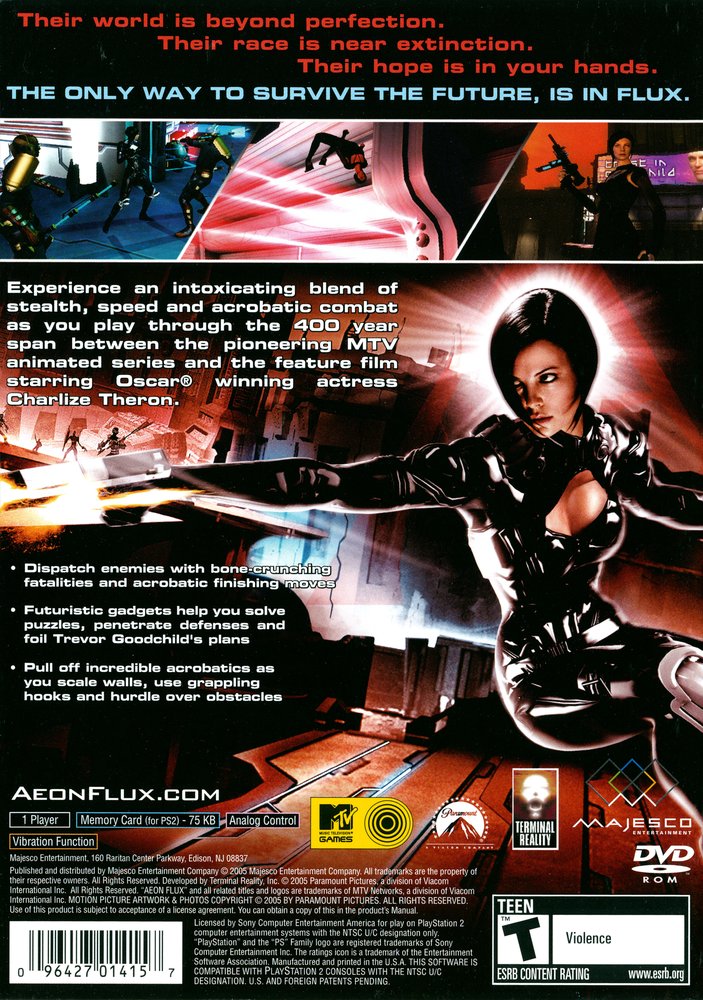 Their world is beyond perfection.
Their race is near extinction.
Their hope is in your hands.
THE ONLY WAY TO SURVIVE THE FUTURE, IS IN FLUX.
Experience an intoxicating blend of
stealth, speed and acrobatic combat
as you play through the 400 year
span between the pioneering MTV
animated series and the feature film
starring Oscar® winning actress
Charlize Theron.
• Dispatch enemies with bone-crunching
fatalities and acrobatic finishing moves
• Futuristic gadgets help you solve
puzzles, penetrate defenses and
foil Trevor Goodchild's plans
• Pull off incredible acrobatics as
you scale walls, use grappling
hooks and hurdle over obstacles
AEONFLUX.COM
1 Player
Memory Card (for PS2) - 75 KB
Analog Control
Vibration Function
MTV
MUSIC TELEVISION®
GAMES
Paramount
A VIACOM COMPANY
TERMINAL
REALITY
MAJESCO
ENTERTAINMENT
DVD
ROM
Majesco Entertainment, 160 Raritan Center Parkway, Edison, NJ 08837
Published and distributed by Majesco Entertainment Company © 2005 Majesco Entertainment Company. All trademarks are the property of
their respective owners. All Rights Reserved. Developed by Terminal Reality, Inc. © 2005 Paramount Pictures, a division of Viacom
International Inc. All Rights Reserved. "AEON FLUX" and all related titles and logos are trademarks of MTV Networks, a division of Viacom
International Inc. MOTION PICTURE ARTWORK & PHOTOS COPYRIGHT © 2005 BY PARAMOUNT PICTURES. ALL RIGHTS RESERVED.
Use of this product is subject to acceptance of a license agreement. You can obtain a copy of this in the product's Manual.
Licensed by Sony Computer Entertainment America for play on PlayStation 2
computer entertainment systems with the NTSC U/C designation only.
"PlayStation" and the "PS" Family logo are registered trademarks of Sony
Computer Entertainment Inc. The ratings icon is a trademark of the Entertainment
Software Association. Manufactured and printed in the U.S.A. THIS SOFTWARE IS
COMPATIBLE WITH PLAYSTATION 2 CONSOLES WITH THE NTSC U/C
DESIGNATION. U.S. AND FOREIGN PATENTS PENDING.
0 96427 01415 7
TEEN
T
TM
Violence
ESRB CONTENT RATING www.esrb.org